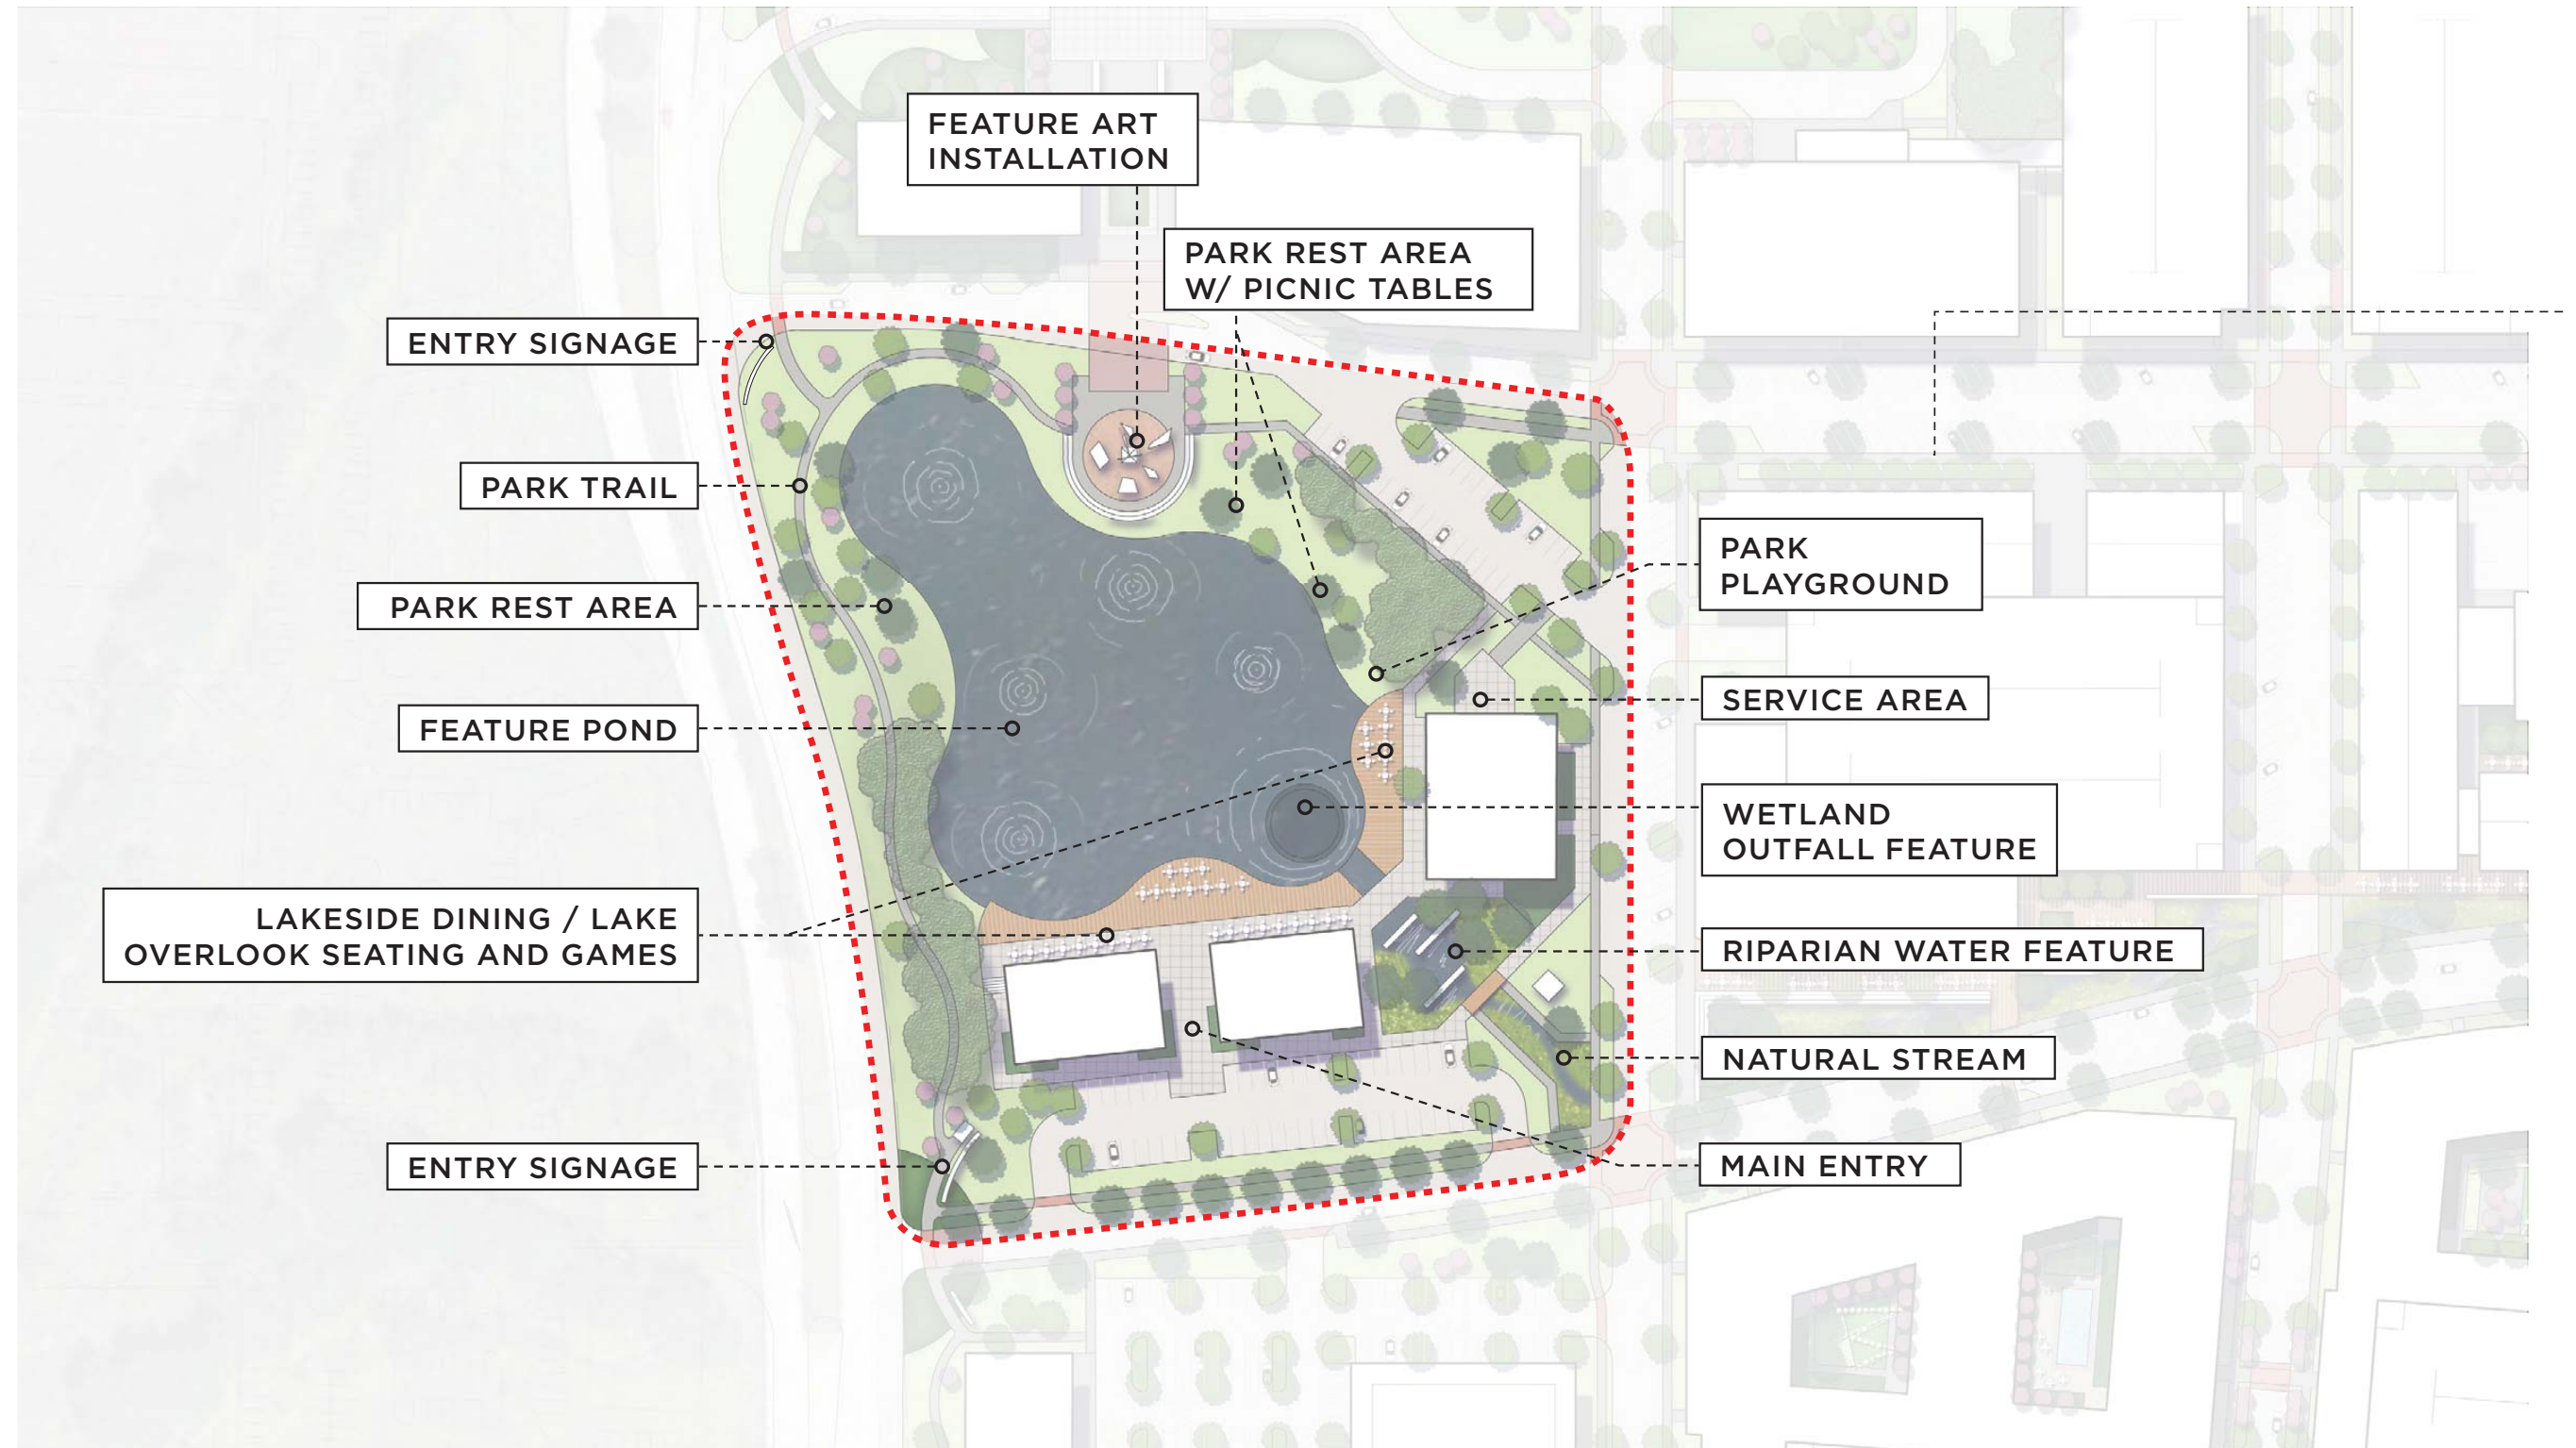 FEATURE ART
INSTALLATION
PARK REST AREA
W/ PICNIC TABLES
ENTRY SIGNAGE
PARK TRAIL
PARK REST AREA
FEATURE POND
LAKESIDE DINING / LAKE
OVERLOOK SEATING AND GAMES
ENTRY SIGNAGE
PARK
PLAYGROUND
SERVICE AREA
WETLAND
OUTFALL FEATURE
RIPARIAN WATER FEATURE
NATURAL STREAM
MAIN ENTRY